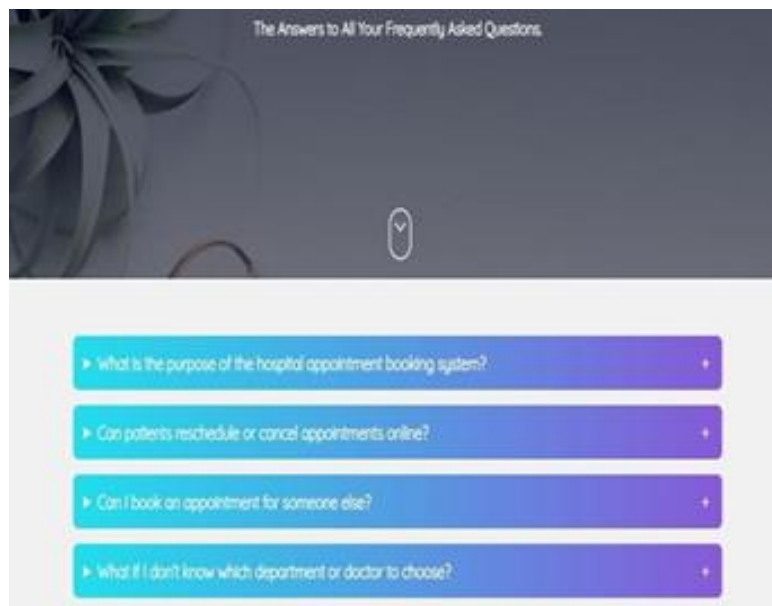 The Answers to All Your Frequently Asked Questions.
What is the purpose of the hospital appointment booking system? +
Can patients reschedule or cancel appointments online? +
Can I book an appointment for someone else? +
What if I don't know which department or doctor to choose? +